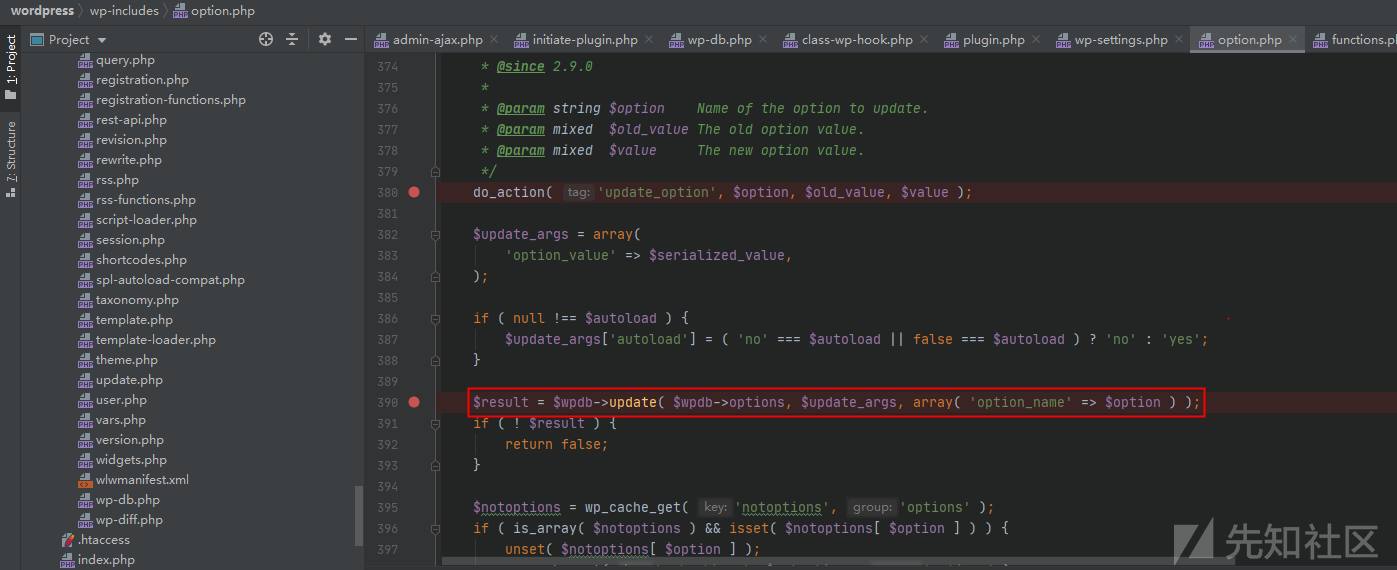 wordpress wp-includes option.php
1: Project
7: Structure
Project
query.php
registration.php
registration-functions.php
rest-api.php
revision.php
rewrite.php
rss.php
rss-functions.php
script-loader.php
session.php
shortcodes.php
spl-autoload-compat.php
taxonomy.php
template.php
template-loader.php
theme.php
update.php
user.php
vars.php
version.php
widgets.php
wlwmanifest.xml
wp-db.php
wp-diff.php
.htaccess
index.php
admin-ajax.php initiate-plugin.php wp-db.php class-wp-hook.php plugin.php wp-settings.php option.php functions.ph
374 * @since 2.9.0
375 *
376 * @param string $option Name of the option to update.
377 * @param mixed $old_value The old option value.
378 * @param mixed $value The new option value.
379 */
380 do_action( tag: 'update_option', $option, $old_value, $value );
381
382 $update_args = array(
383 'option_value' => $serialized_value,
384 );
385
386 if ( null !== $autoload ) {
387 $update_args['autoload'] = ( 'no' === $autoload || false === $autoload ) ? 'no' : 'yes';
388 }
389
390 $result = $wpdb->update( $wpdb->options, $update_args, array( 'option_name' => $option ) );
391 if ( ! $result ) {
392 return false;
393 }
394
395 $notoptions = wp_cache_get( key: 'notoptions', group: 'options' );
396 if ( is_array( $notoptions ) && isset( $notoptions[ $option ] ) ) {
397 unset( $notoptions[ $option ] );
先知社区